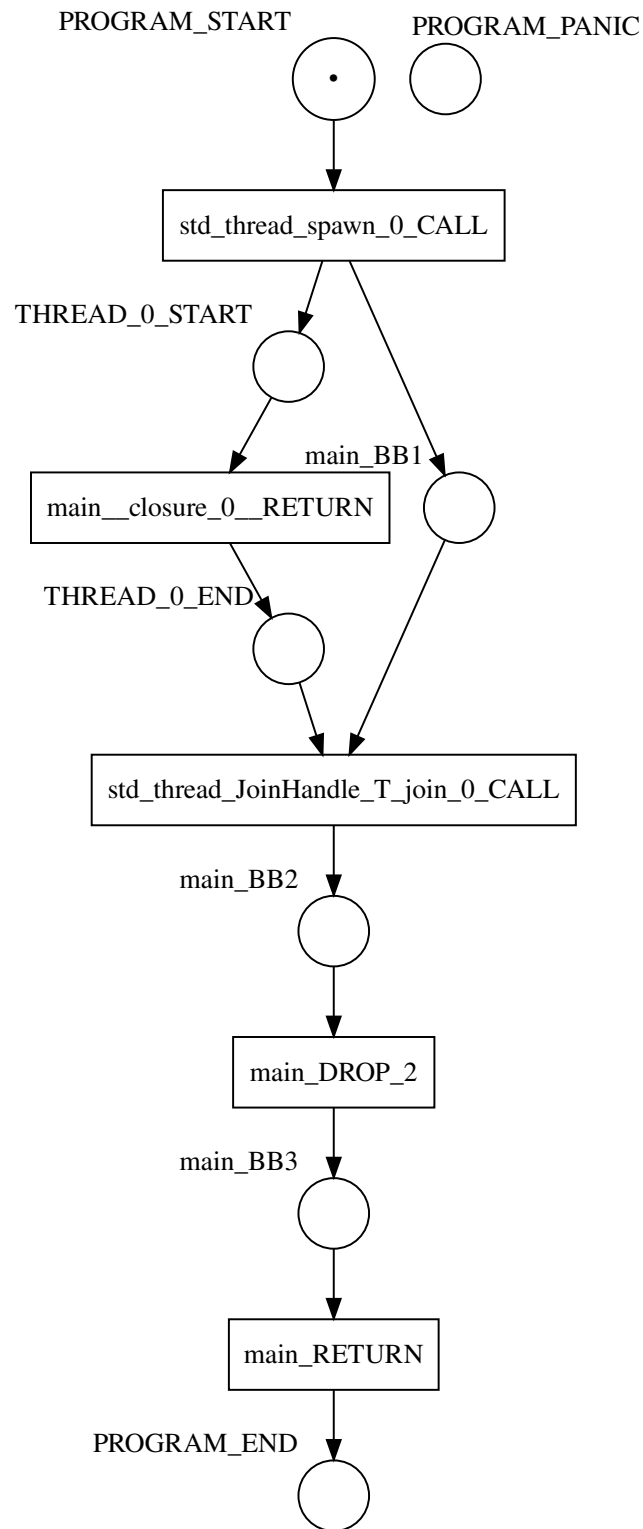 PROGRAM_START
PROGRAM_PANIC
std_thread_spawn_0_CALL
THREAD_0_START
main_BB1
main__closure_0__RETURN
THREAD_0_END
std_thread_JoinHandle_T_join_0_CALL
main_BB2
main_DROP_2
main_BB3
main_RETURN
PROGRAM_END